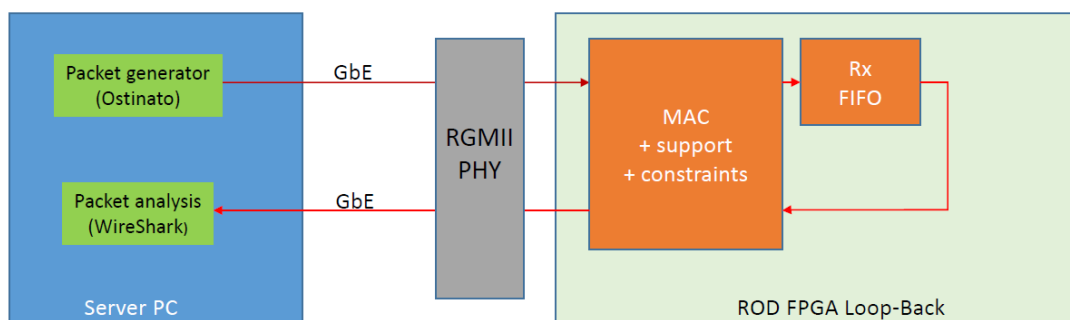 Packet generator
(Ostinato)
GbE
RGMII
PHY
MAC
+ support
+ constraints
Rx
FIFO
Packet analysis
(WireShark)
GbE
Server PC
ROD FPGA Loop-Back